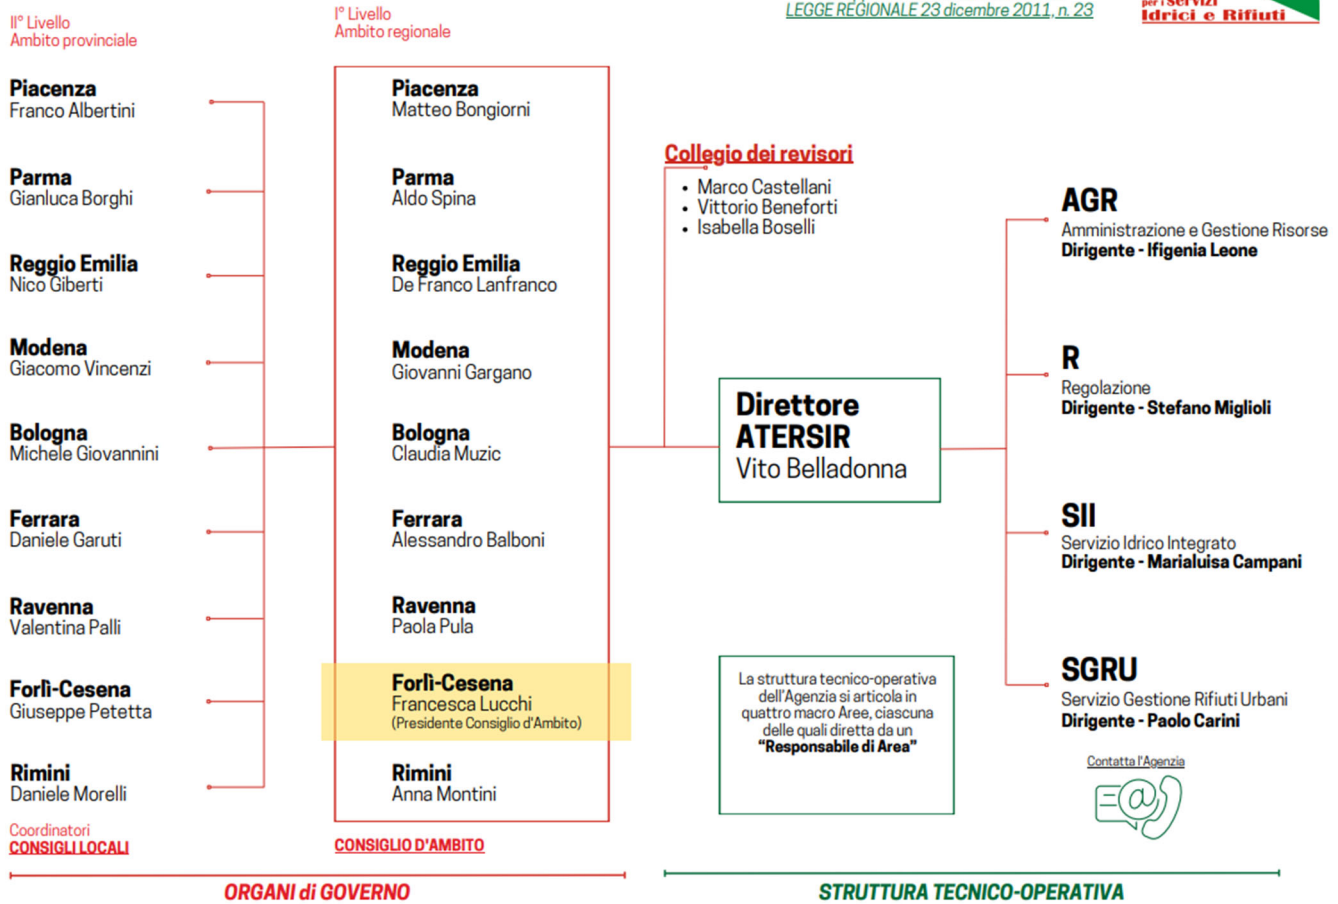 LEGGE REGIONALE 23 dicembre 2011, n. 23
per i Servizi
Idrici e Rifiuti
IIº Livello
Ambito provinciale
Piacenza
Franco Albertini
Parma
Gianluca Borghi
Reggio Emilia
Nico Giberti
Modena
Giacomo Vincenzi
Bologna
Michele Giovannini
Ferrara
Daniele Garuti
Ravenna
Valentina Palli
Forlì-Cesena
Giuseppe Petetta
Rimini
Daniele Morelli
Coordinatori
CONSIGLI LOCALI
Iº Livello
Ambito regionale
Piacenza
Matteo Bongiorni
Parma
Aldo Spina
Reggio Emilia
De Franco Lanfranco
Modena
Giovanni Gargano
Bologna
Claudia Muzic
Ferrara
Alessandro Balboni
Ravenna
Paola Pula
Forlì-Cesena
Francesca Lucchi
(Presidente Consiglio d'Ambito)
Rimini
Anna Montini
CONSIGLIO D'AMBITO
ORGANI di GOVERNO
Collegio dei revisori
• Marco Castellani
• Vittorio Beneforti
• Isabella Boselli
Direttore
ATERSIR
Vito Belladonna
La struttura tecnico-operativa
dell'Agenzia si articola in
quattro macro Aree, ciascuna
delle quali diretta da un
“Responsabile di Area”
AGR
Amministrazione e Gestione Risorse
Dirigente - Ifigenia Leone
R
Regolazione
Dirigente - Stefano Miglioli
SII
Servizio Idrico Integrato
Dirigente - Marialuisa Campani
SGRU
Servizio Gestione Rifiuti Urbani
Dirigente - Paolo Carini
Contatta l'Agenzia
@
STRUTTURA TECNICO-OPERATIVA